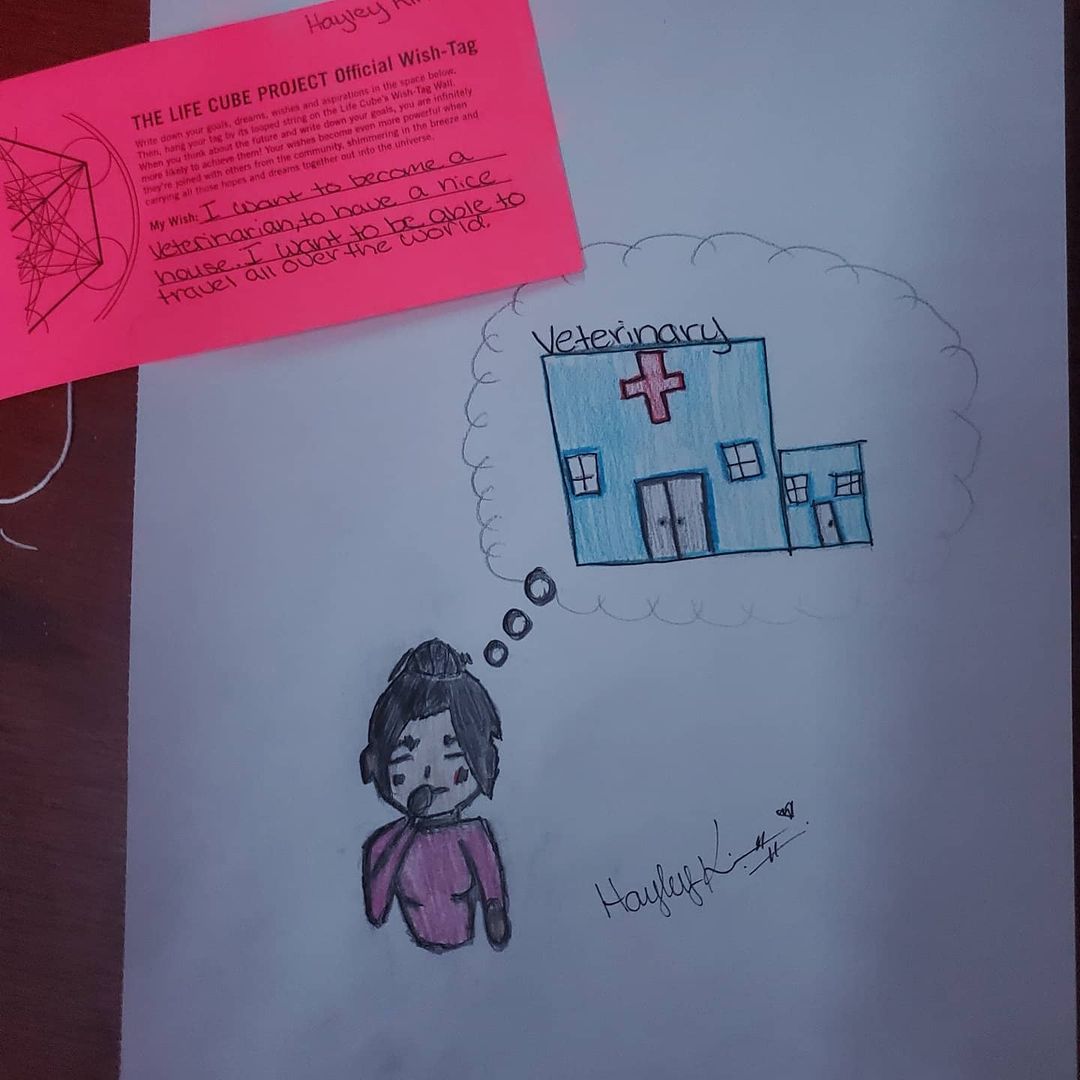 Hayley
THE LIFE CUBE PROJECT Official Wish-Tag
Write down your goals, dreams, wishes and aspirations in the space below.
Then, hang your tag by its looped string on the Life Cube's Wish-Tag Wall.
When you think about the future and write down your goals, you are infinitely
more likely to achieve them! Your wishes become even more powerful when
they're joined with others from the community, shimmering in the breeze and
carrying all those hopes and dreams together out into the universe.
My Wish: I want to become a
veterinarian, to have a nice
house.. I want to be able to
travel all over the world.
Veterinary
Hayley